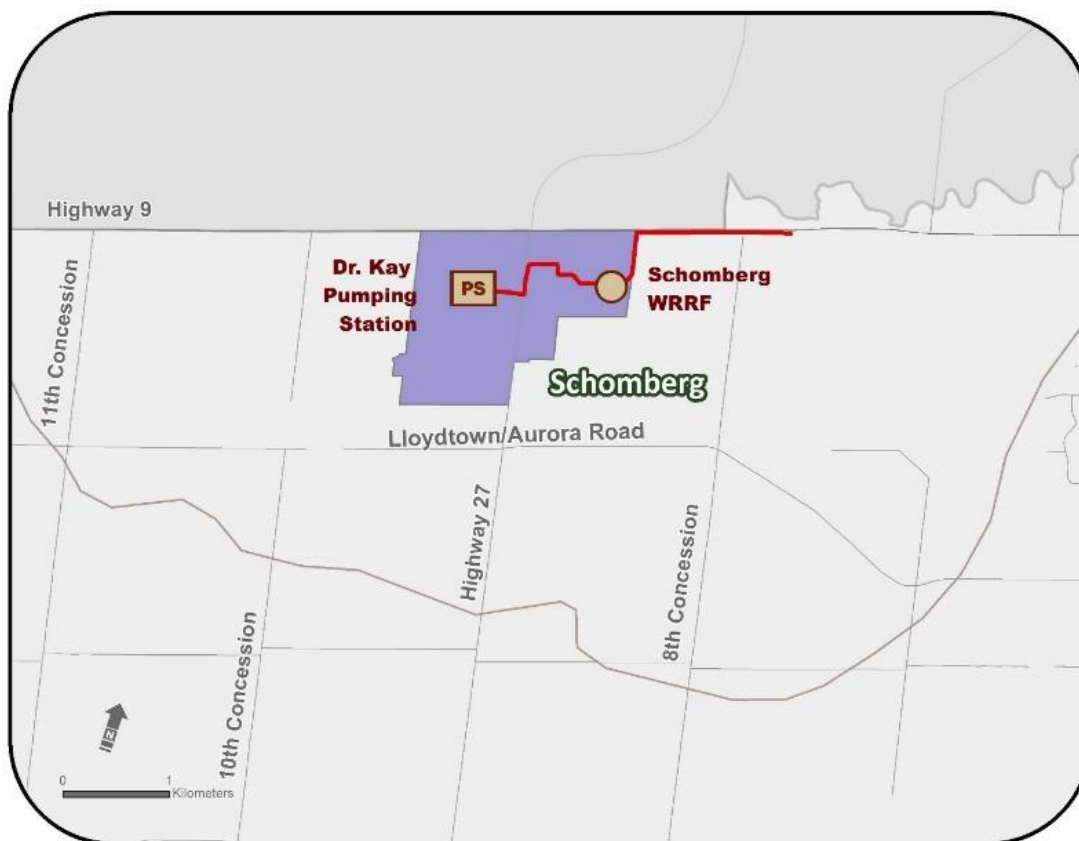 Highway 9
Dr. Kay
Pumping
Station
PS
Schomberg
WRRF
11th Concession
Schomberg
Lloydtown/Aurora Road
Highway 27
8th Concession
10th Concession
N
0 1
Kilometers